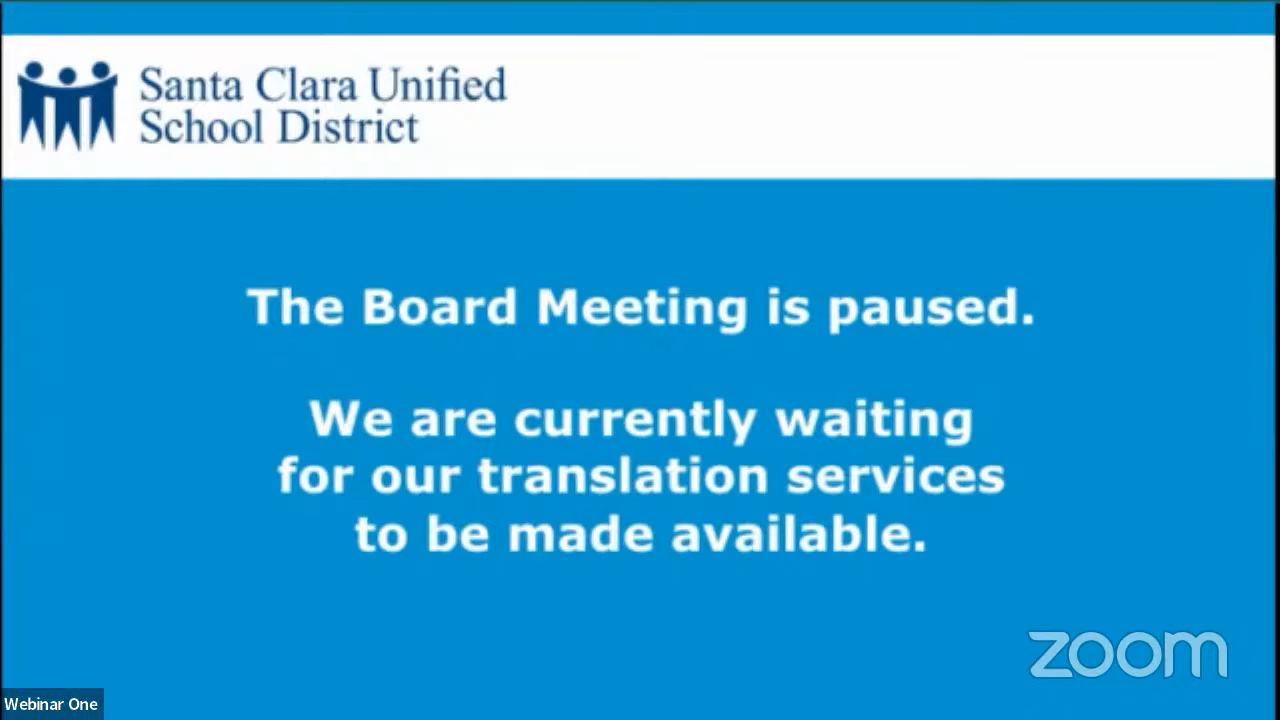 Santa Clara Unified
School District
The Board Meeting is paused.
We are currently waiting
for our translation services
to be made available.
zoom
Webinar One